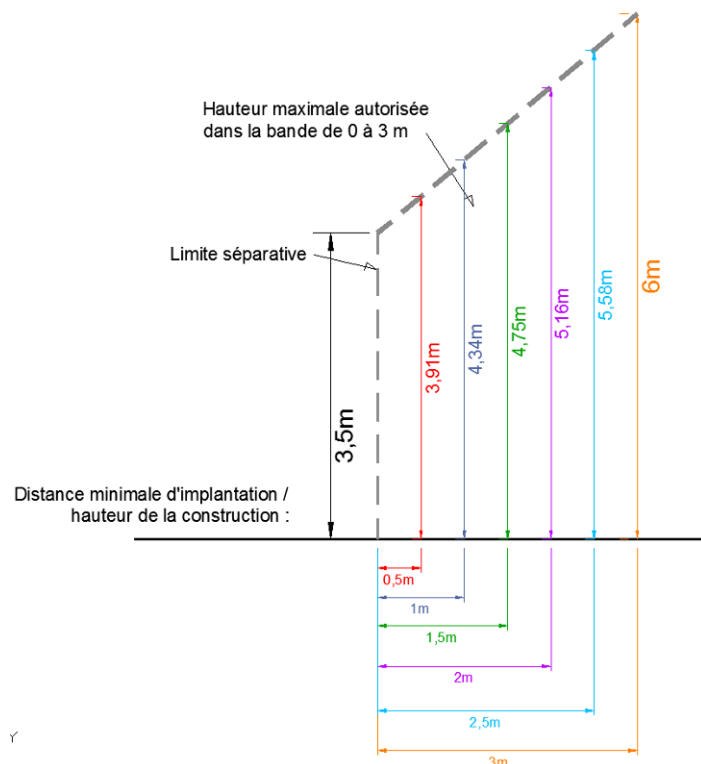 Hauteur maximale autorisée
dans la bande de 0 à 3 m
Limite séparative
3,5m
3,91m
4,34m
4,75m
5,16m
5,58m
6m
Distance minimale d'implantation /
hauteur de la construction :
0,5m
1m
1,5m
2m
2,5m
3m
Y